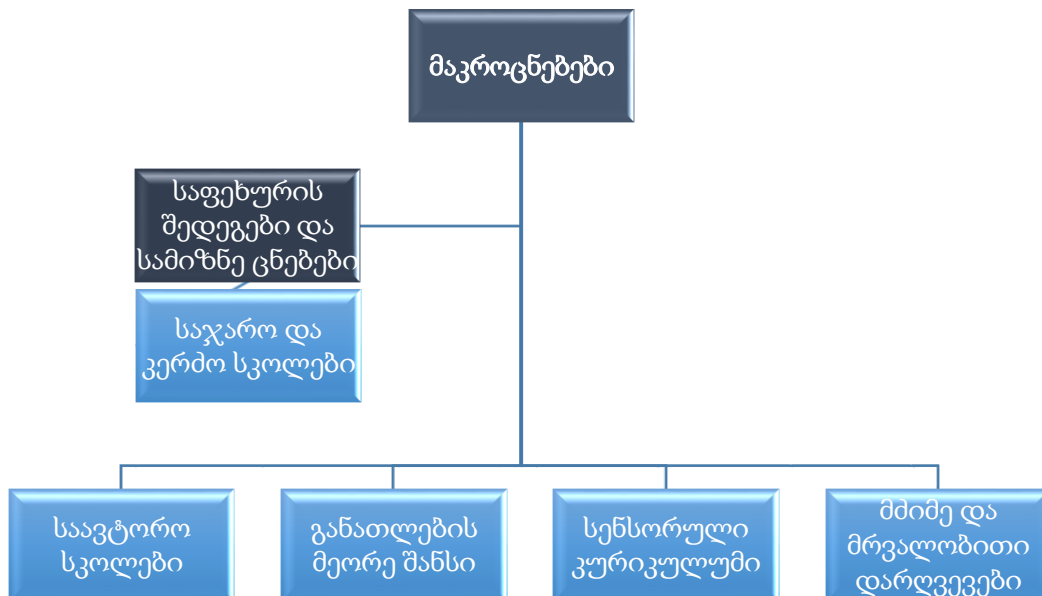 მაკროცნებები
საფეხურის
შედეგები და
სამიზნე ცნებები
საჯარო და
კერძო სკოლები
საავტორო
სკოლები
განათლების
მეორე შანსი
სენსორული
კურიკულუმი
მძიმე და
მრვალობითი
დარღვევები